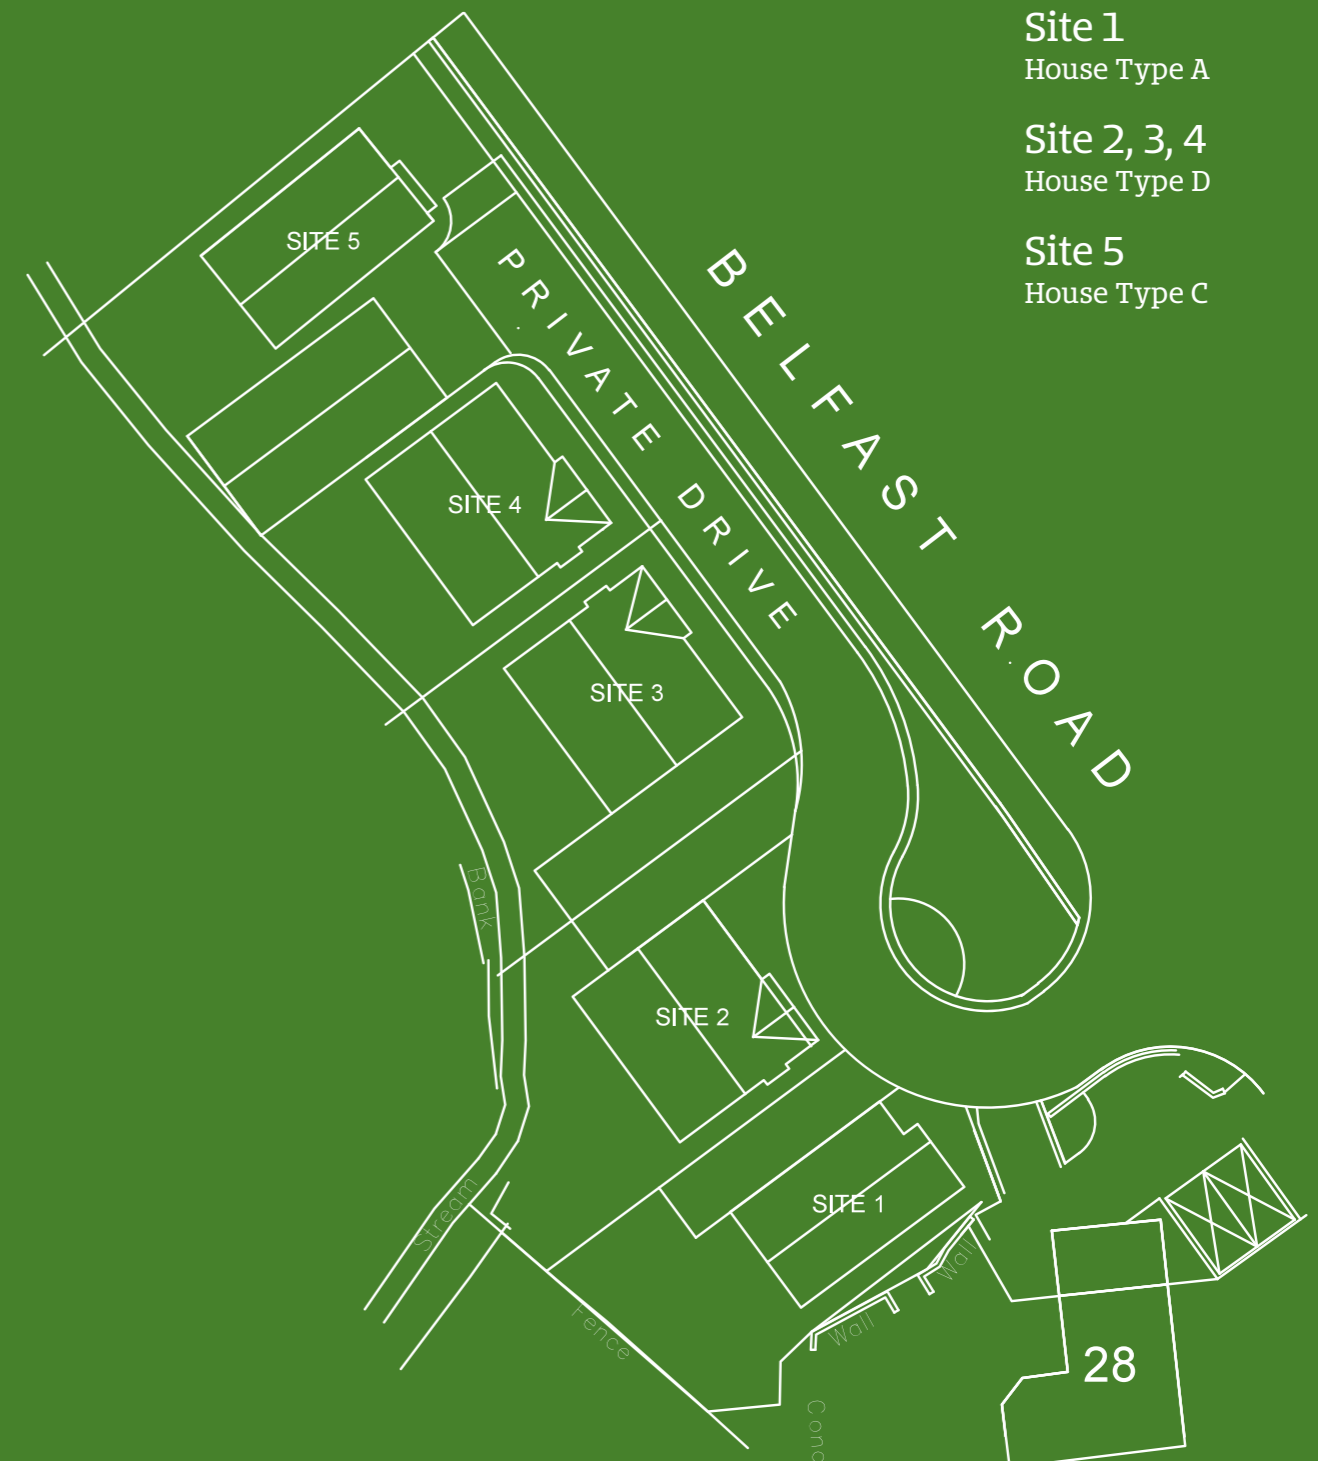 Site 1
House Type A
Site 2, 3, 4
House Type D
Site 5
House Type C
SITE 5
PRIVATE DRIVE
BELFAST ROAD
SITE 4
SITE 3
Bank
SITE 2
SITE 1
Stream
Wall
Wall
Fence
28